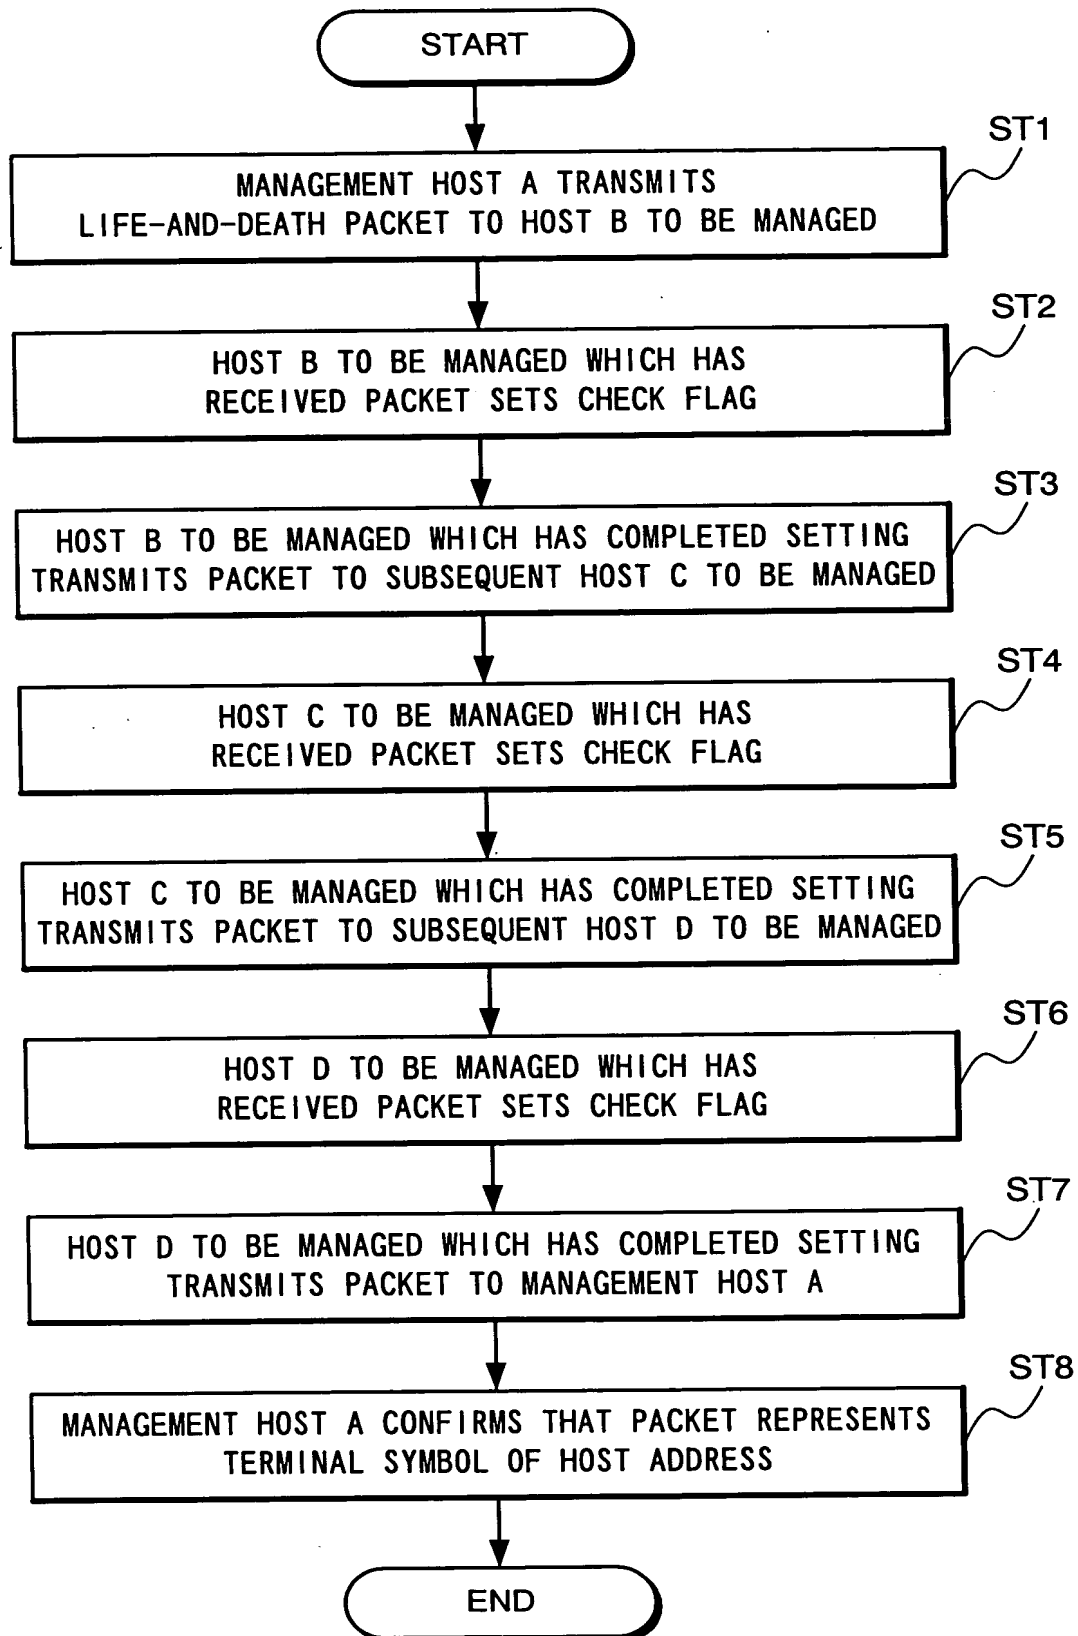 START
ST1
MANAGEMENT HOST A TRANSMITS
LIFE-AND-DEATH PACKET TO HOST B TO BE MANAGED
ST2
HOST B TO BE MANAGED WHICH HAS
RECEIVED PACKET SETS CHECK FLAG
ST3
HOST B TO BE MANAGED WHICH HAS COMPLETED SETTING
TRANSMITS PACKET TO SUBSEQUENT HOST C TO BE MANAGED
ST4
HOST C TO BE MANAGED WHICH HAS
RECEIVED PACKET SETS CHECK FLAG
ST5
HOST C TO BE MANAGED WHICH HAS COMPLETED SETTING
TRANSMITS PACKET TO SUBSEQUENT HOST D TO BE MANAGED
ST6
HOST D TO BE MANAGED WHICH HAS
RECEIVED PACKET SETS CHECK FLAG
ST7
HOST D TO BE MANAGED WHICH HAS COMPLETED SETTING
TRANSMITS PACKET TO MANAGEMENT HOST A
ST8
MANAGEMENT HOST A CONFIRMS THAT PACKET REPRESENTS
TERMINAL SYMBOL OF HOST ADDRESS
END